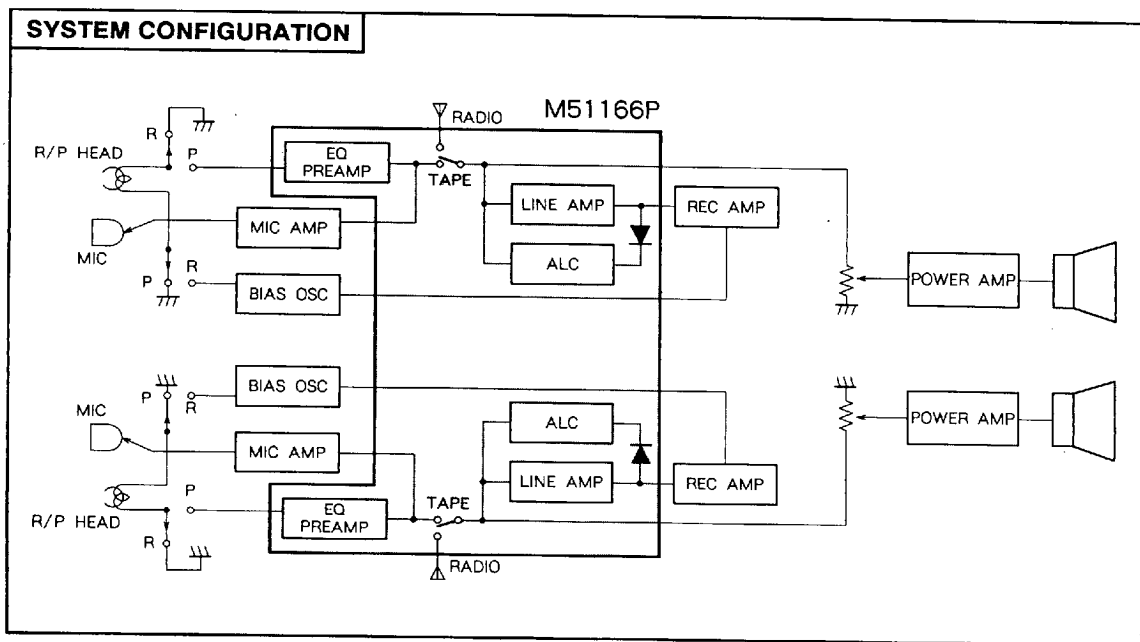 SYSTEM CONFIGURATION
M51166P
RADIO
R
R/P HEAD
P
EQ
PREAMP
TAPE
LINE AMP
REC AMP
MIC AMP
MIC
ALC
P
R
BIAS OSC
POWER AMP
BIAS OSC
P
R
MIC
ALC
POWER AMP
MIC AMP
LINE AMP
REC AMP
P
TAPE
R/P HEAD
EQ
PREAMP
R
RADIO